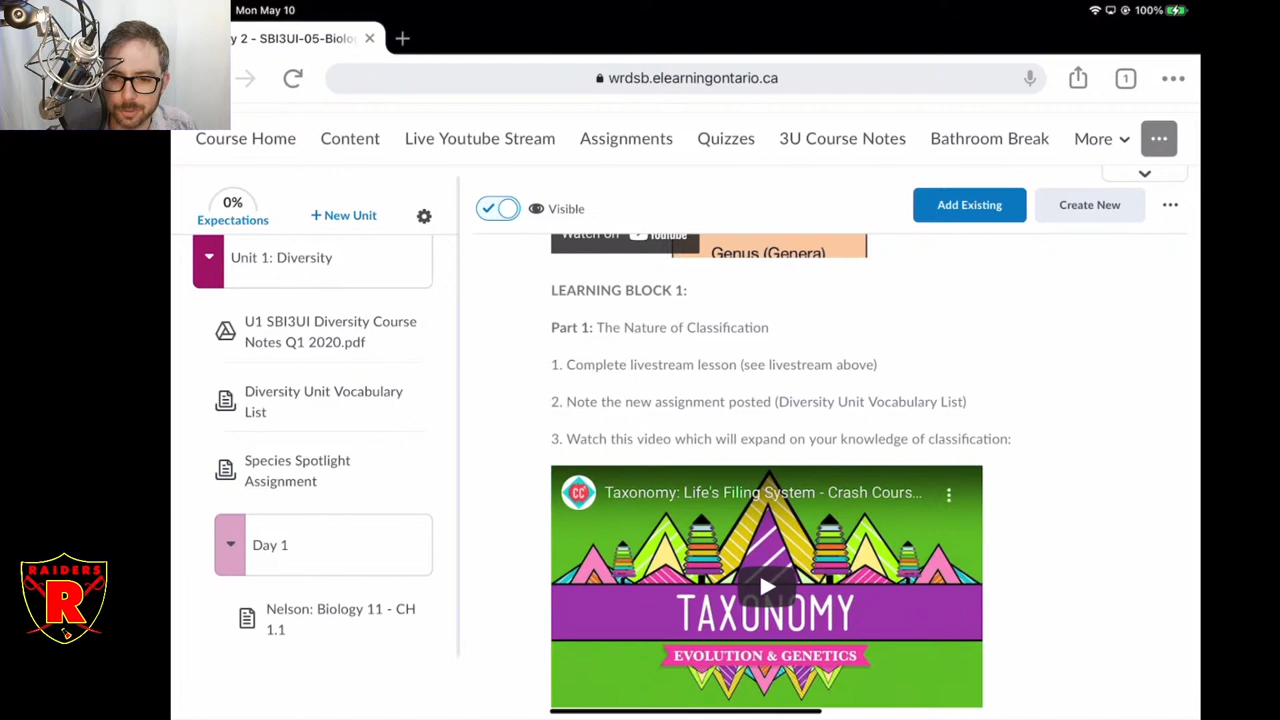 Mon May 10
100%
y 2 - SBI3UI-05-Biolo
wrdsb.elearningontario.ca
1
Course Home
Content
Live Youtube Stream
Assignments
Quizzes
3U Course Notes
Bathroom Break
More
0%
Expectations
+ New Unit
Visible
Add Existing
Create New
Unit 1: Diversity
U1 SBI3UI Diversity Course
Notes Q1 2020.pdf
Diversity Unit Vocabulary
List
Species Spotlight
Assignment
Day 1
Nelson: Biology 11 - CH
1.1
Watch on YouTube
Genus (Genera)
LEARNING BLOCK 1:
Part 1: The Nature of Classification
1. Complete livestream lesson (see livestream above)
2. Note the new assignment posted (Diversity Unit Vocabulary List)
3. Watch this video which will expand on your knowledge of classification:
CC
Taxonomy: Life's Filing System - Crash Cours...
TAXONOMY
EVOLUTION & GENETICS
RAIDERS
R